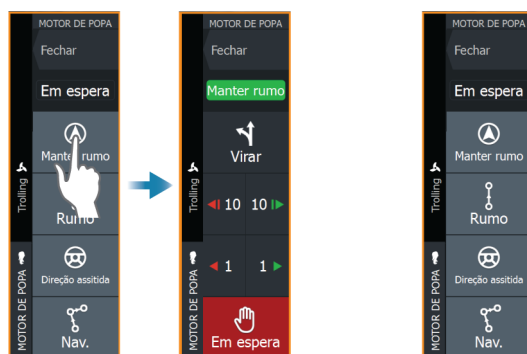 MOTOR DE POPA
Fechar
Em espera
Manter rumo
Rumo
Direção assitida
Nav.
Trolling
MOTOR DE POPA
MOTOR DE POPA
Fechar
Manter rumo
Virar
10 10
1 1
Em espera
Trolling
MOTOR DE POPA
MOTOR DE POPA
Fechar
Em espera
Manter rumo
Rumo
Direção assitida
Nav.
Trolling
MOTOR DE POPA